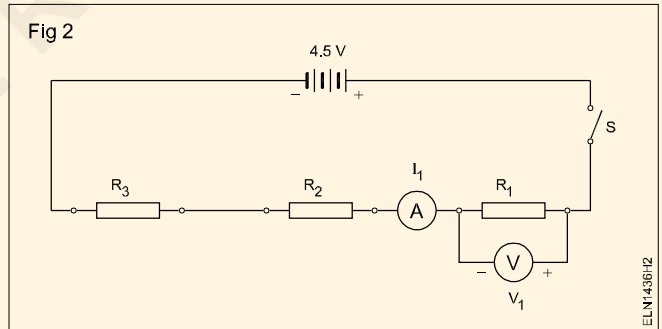 Fig 2
4.5 V
− +
S
I₁
R₃ R₂ A R₁
− V +
V₁
ELN1436H2